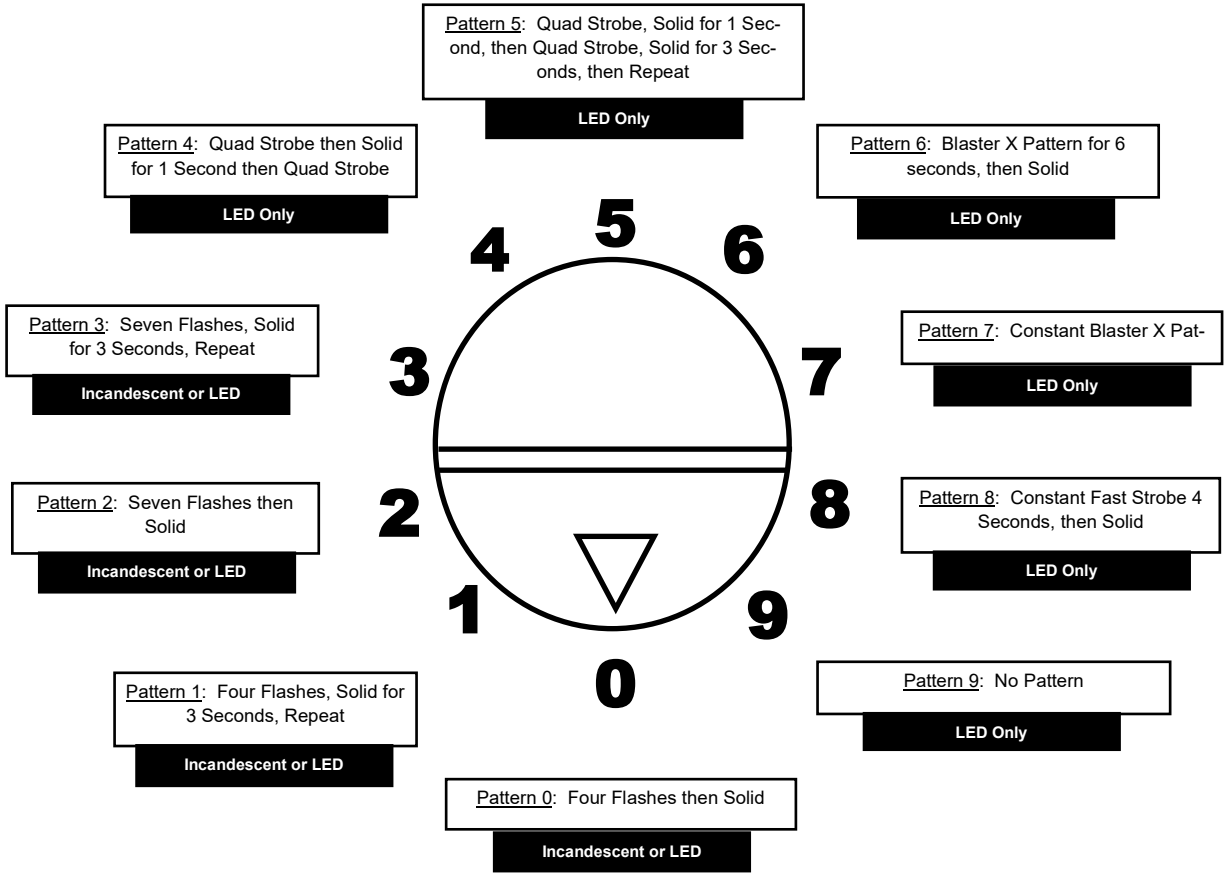 Pattern 5: Quad Strobe, Solid for 1 Sec-
ond, then Quad Strobe, Solid for 3 Sec-
onds, then Repeat
LED Only
Pattern 4: Quad Strobe then Solid
for 1 Second then Quad Strobe
LED Only
Pattern 6: Blaster X Pattern for 6
seconds, then Solid
LED Only
5
4
6
Pattern 3: Seven Flashes, Solid
for 3 Seconds, Repeat
Incandescent or LED
3
7
Pattern 7: Constant Blaster X Pat-
LED Only
Pattern 2: Seven Flashes then
Solid
Incandescent or LED
2
8
Pattern 8: Constant Fast Strobe 4
Seconds, then Solid
LED Only
1
9
0
Pattern 1: Four Flashes, Solid for
3 Seconds, Repeat
Incandescent or LED
Pattern 9: No Pattern
LED Only
Pattern 0: Four Flashes then Solid
Incandescent or LED